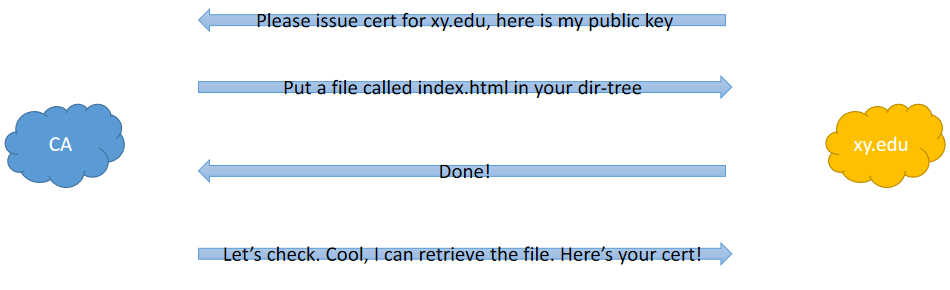 Please issue cert for xy.edu, here is my public key
Put a file called index.html in your dir-tree
CA
xy.edu
Done!
Let's check. Cool, I can retrieve the file. Here's your cert!